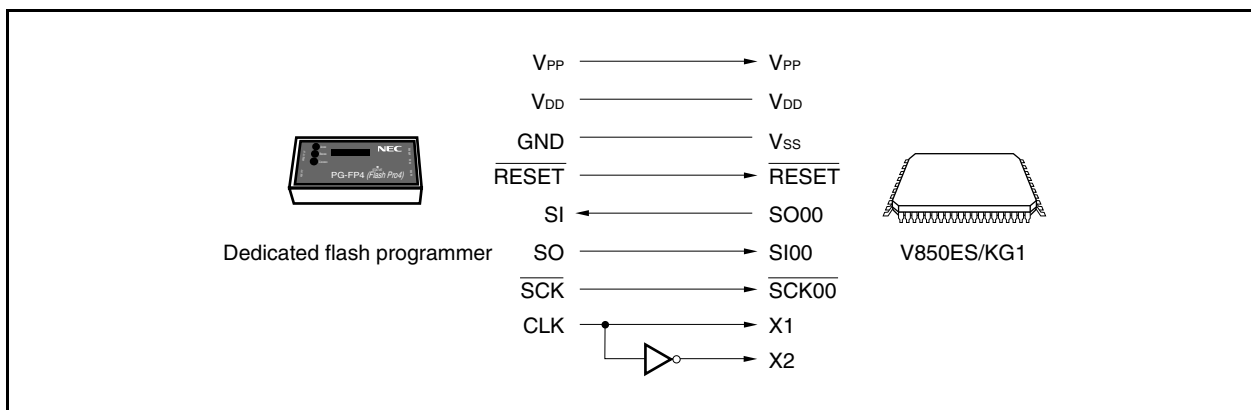 VPP VPP
VDD VDD
GND VSS
RESET RESET
SI SO00
SO SI00
SCK SCK00
CLK X1
X2
NEC
PG-FP4 (Flash Pro4)
Dedicated flash programmer
V850ES/KG1